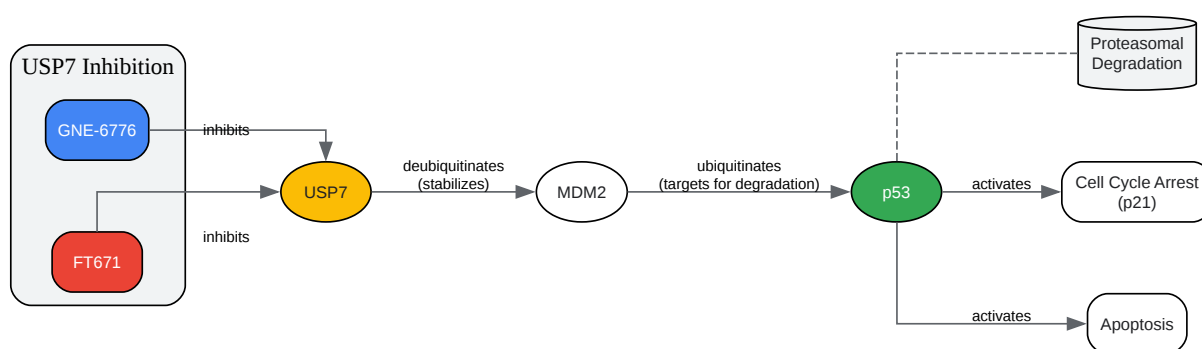 USP7 Inhibition
GNE-6776
FT671
inhibits
inhibits
USP7
deubiquitinates
(stabilizes)
MDM2
ubiquitinates
(targets for degradation)
p53
Proteasomal
Degradation
activates
Cell Cycle Arrest
(p21)
activates
Apoptosis